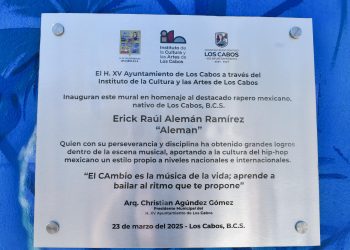 Instituto de
la Cultura
y las Artes
LOS CABOS
El H. XV Ayuntamiento de Los Cabos a través del
Instituto de la Cultura y las Artes de Los Cabos
Inauguran este mural en homenaje al destacado rapero mexicano,
nativo de Los Cabos, B.C.S.
Erick Raúl Alemán Ramírez
"Aleman"
Quien con su perseverancia y disciplina ha obtenido grandes logros
dentro de la escena musical, aportando a la cultura del hip-hop
mexicano un estilo propio a niveles nacionales e internacionales.
"El CAmbio es la música de la vida; aprende a
bailar al ritmo que te propone"
Arq. Christian Agúndez Gómez
Presidente Municipal del
H. XV Ayuntamiento de Los Cabos
23 de marzo del 2025 - Los Cabos, B.C.S.